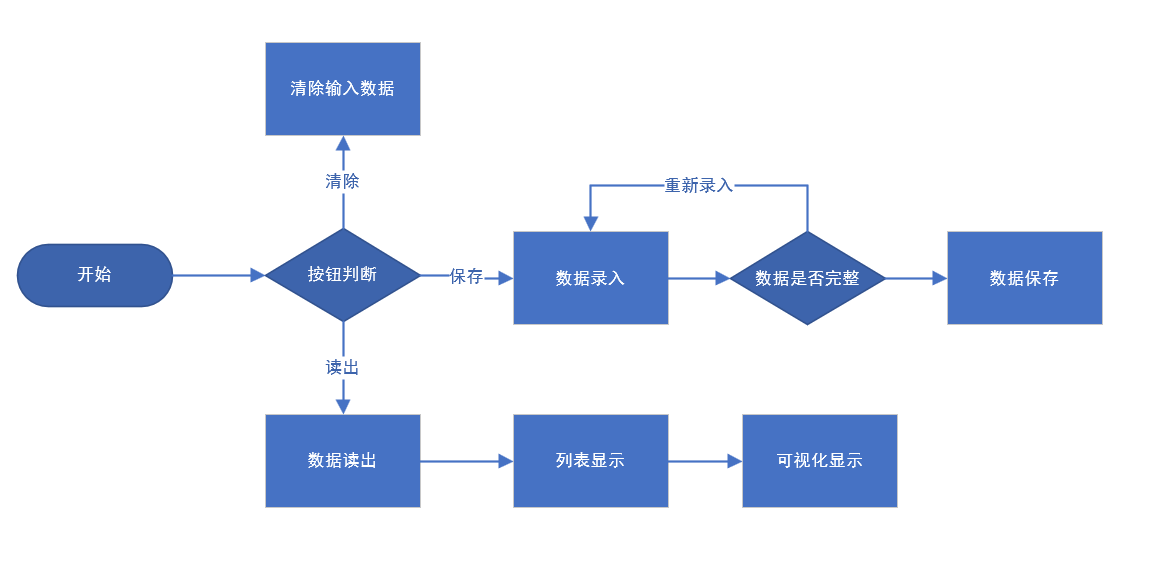 清除输入数据
清除
重新录入
开始
按钮判断
保存
数据录入
数据是否完整
数据保存
读出
数据读出
列表显示
可视化显示